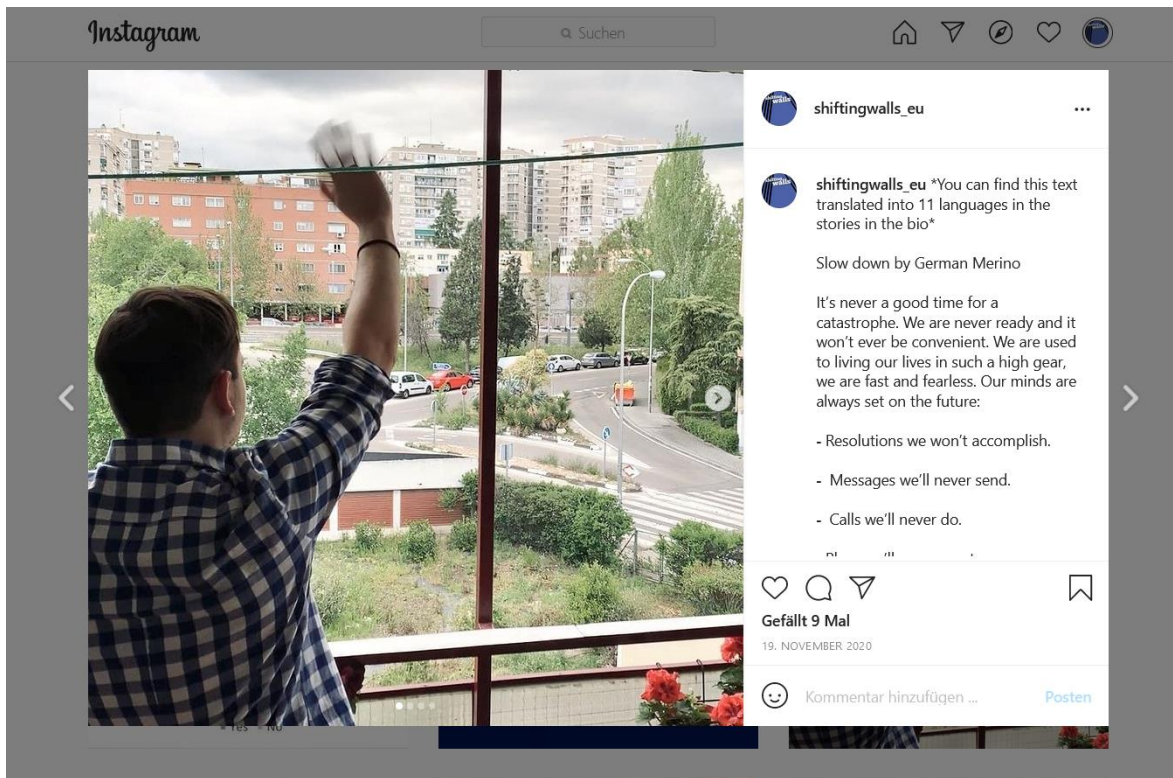 Instagram
Suchen
shiftingwalls_eu
shiftingwalls_eu *You can find this text
translated into 11 languages in the
stories in the bio*
Slow down by German Merino
It's never a good time for a
catastrophe. We are never ready and it
won't ever be convenient. We are used
to living our lives in such a high gear,
we are fast and fearless. Our minds are
always set on the future:
- Resolutions we won't accomplish.
- Messages we'll never send.
- Calls we'll never do.
Gefällt 9 Mal
19. NOVEMBER 2020
Kommentar hinzufügen ...
Posten
Yes No